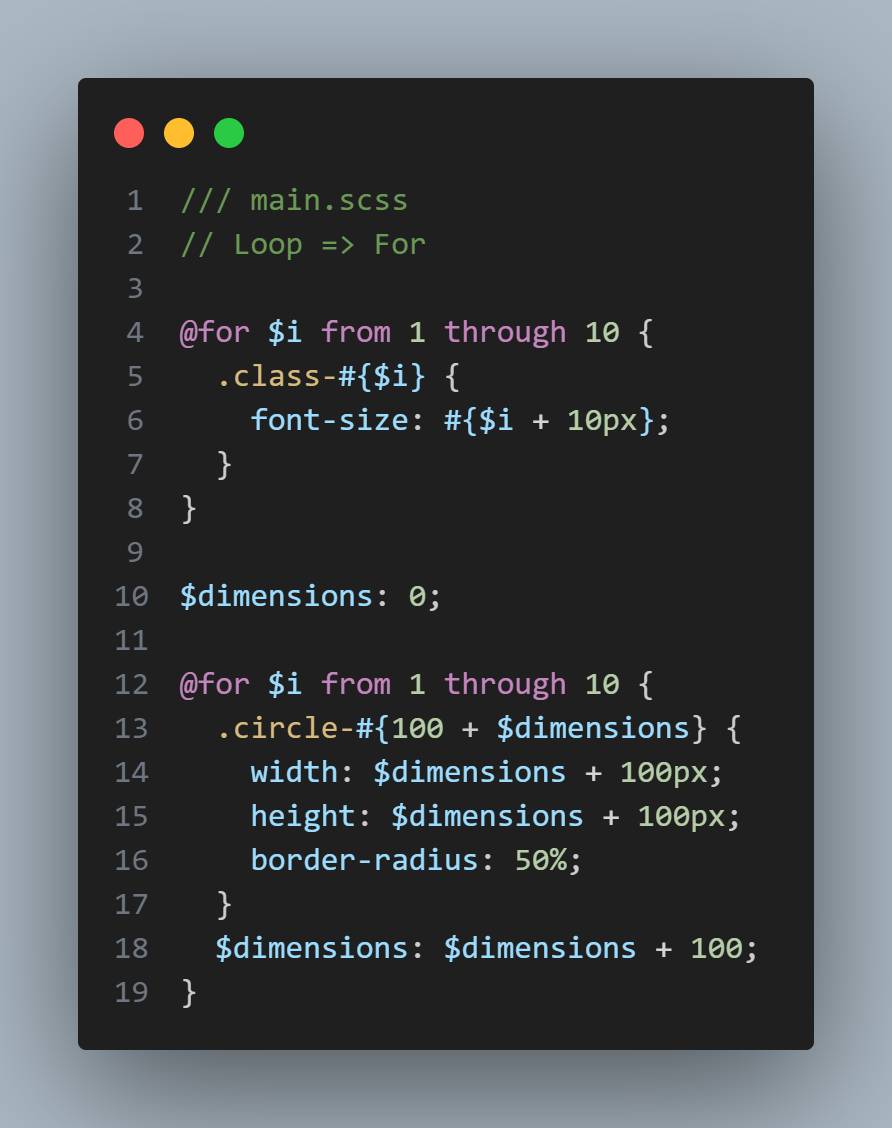 1 /// main.scss
2 // Loop => For
3
4 @for $i from 1 through 10 {
5   .class-#{$i} {
6     font-size: #{$i + 10px};
7   }
8 }
9
10 $dimensions: 0;
11
12 @for $i from 1 through 10 {
13   .circle-#{100 + $dimensions} {
14     width: $dimensions + 100px;
15     height: $dimensions + 100px;
16     border-radius: 50%;
17   }
18   $dimensions: $dimensions + 100;
19 }